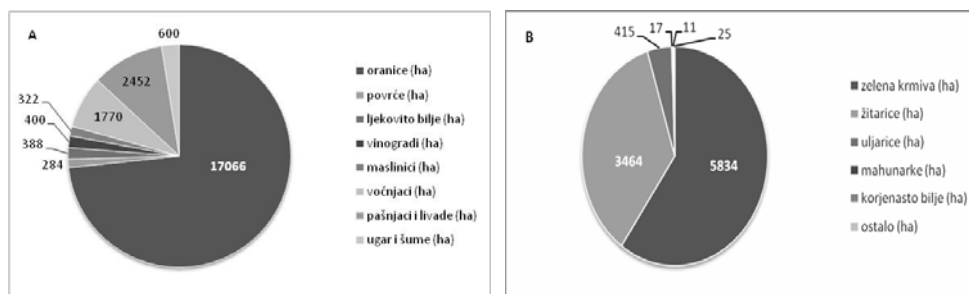 A
600
2452
1770
322
400
388
284
17066
oranice (ha)
povrće (ha)
ljekovito bilje (ha)
vinogradi (ha)
maslinici (ha)
voćnjaci (ha)
pašnjaci i livade (ha)
ugar i šume (ha)
B
415
17
11
25
3464
5834
zelena krmiva (ha)
žitarice (ha)
uljarice (ha)
mahunarke (ha)
korjenasto bilje (ha)
ostalo (ha)